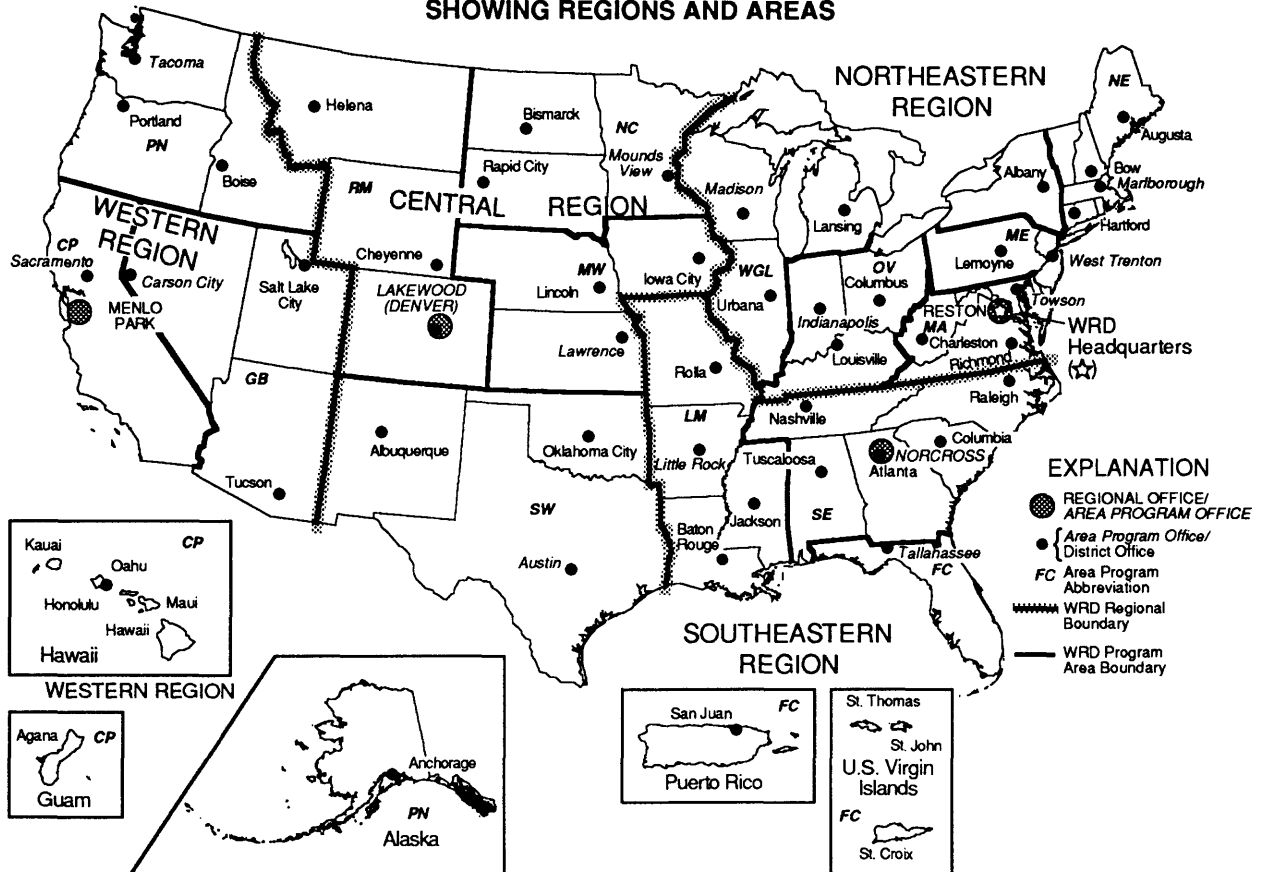 SHOWING REGIONS AND AREAS
NORTHEASTERN
REGION
NE
Tacoma
Helena
Portland
PN
Bismarck
NC
Augusta
Boise
RM
Rapid City
Mounds
View
Madison
Albany
Bow
Marlborough
CENTRAL REGION
Lansing
Hartford
WESTERN
REGION
CP
Sacramento
Carson City
MENLO
PARK
Salt Lake
City
Cheyenne
LAKEWOOD
(DENVER)
MW
Lincoln
Iowa City
WGL
Urbana
OV
Columbus
ME
Lemoyne
West Trenton
Indianapolis
Louisville
RESTON
MA
Charleston
Towson
WRD
Headquarters
(☆)
Richmond
Lawrence
Rolla
GB
Raleigh
LM
Nashville
Albuquerque
Oklahoma City
Little Rock
Tuscaloosa
Columbia
NORCROSS
Atlanta
Tucson
SW
Jackson
SE
Baton
Rouge
Austin
Tallanassee
FC
EXPLANATION
REGIONAL OFFICE/
AREA PROGRAM OFFICE
Area Program Office/
District Office
FC Area Program
Abbreviation
WRD Regional
Boundary
WRD Program
Area Boundary
SOUTHEASTERN
REGION
Kauai
CP
Oahu
Honolulu
Maui
Hawaii
Hawaii
WESTERN REGION
Agana
CP
Guam
Anchorage
PN
Alaska
San Juan
FC
Puerto Rico
St. Thomas
St. John
U.S. Virgin
Islands
FC
St. Croix